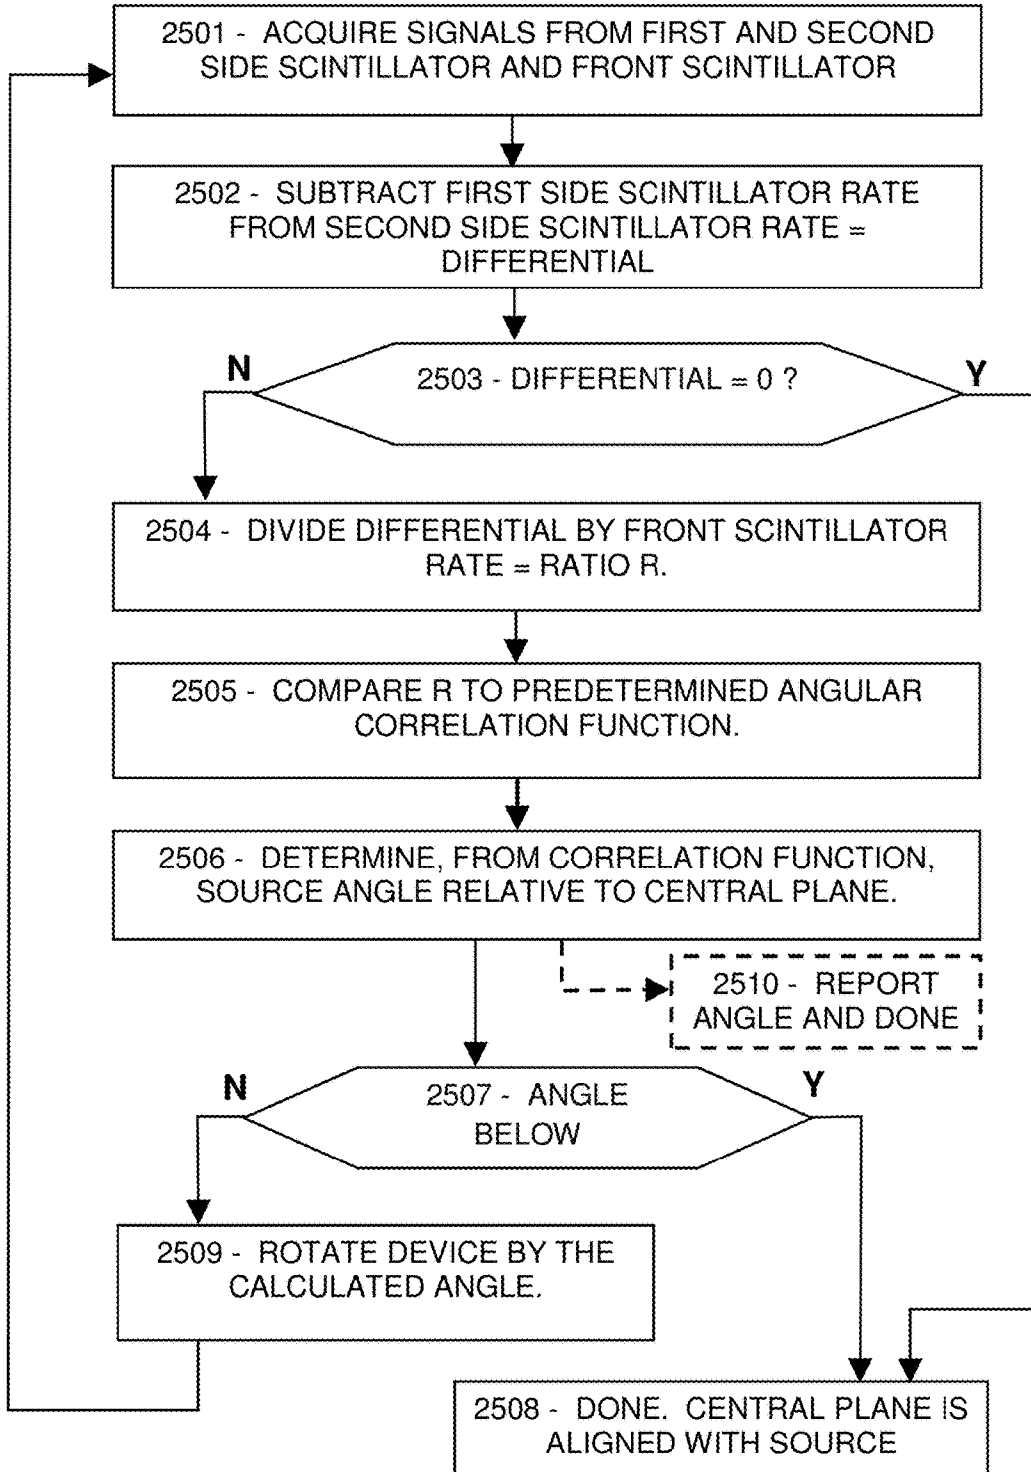 2501 - ACQUIRE SIGNALS FROM FIRST AND SECOND
SIDE SCINTILLATOR AND FRONT SCINTILLATOR
2502 - SUBTRACT FIRST SIDE SCINTILLATOR RATE
FROM SECOND SIDE SCINTILLATOR RATE =
DIFFERENTIAL
N
2503 - DIFFERENTIAL = 0 ?
Y
2504 - DIVIDE DIFFERENTIAL BY FRONT SCINTILLATOR
RATE = RATIO R.
2505 - COMPARE R TO PREDETERMINED ANGULAR
CORRELATION FUNCTION.
2506 - DETERMINE, FROM CORRELATION FUNCTION,
SOURCE ANGLE RELATIVE TO CENTRAL PLANE.
2510 - REPORT
ANGLE AND DONE
N
2507 - ANGLE
BELOW
Y
2509 - ROTATE DEVICE BY THE
CALCULATED ANGLE.
2508 - DONE. CENTRAL PLANE IS
ALIGNED WITH SOURCE